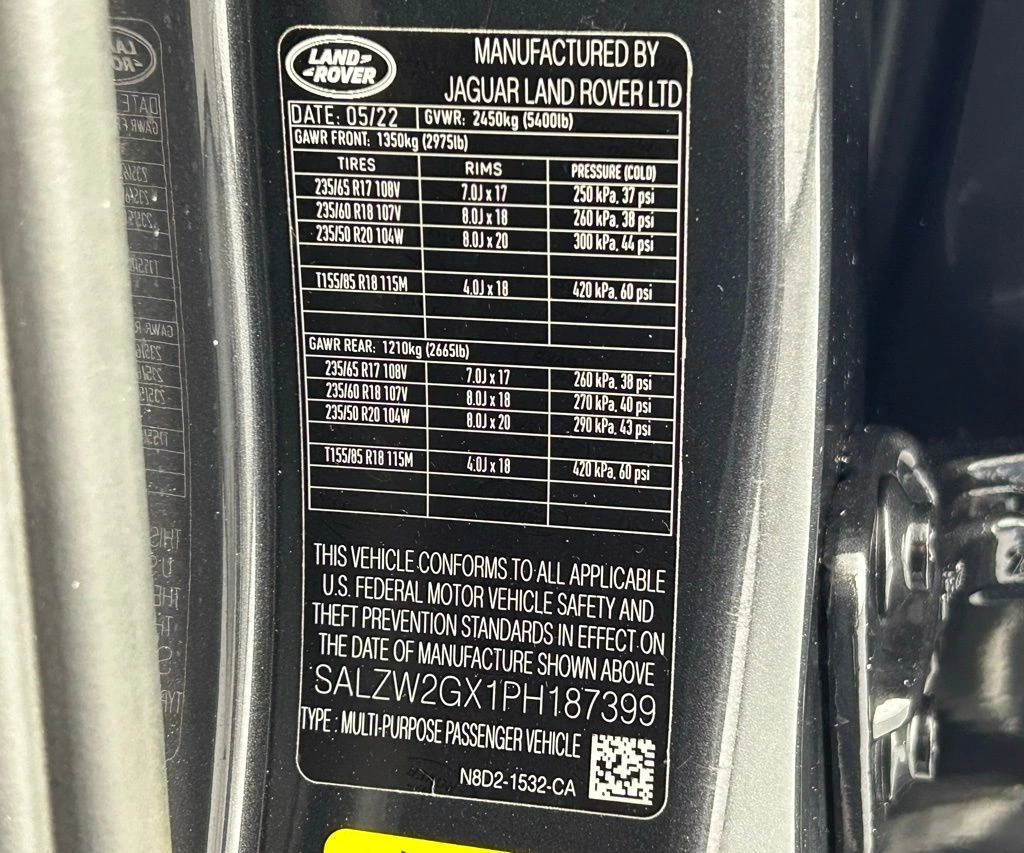 LAND ROVER
MANUFACTURED BY
JAGUAR LAND ROVER LTD
DATE: 05/22 GVWR: 2450kg (5400lb)
GAWR FRONT: 1350kg (2975lb)
TIRES RIMS PRESSURE (COLD)
235/65 R17 108V 7.0J x 17 250 kPa, 37 psi
235/60 R18 107V 8.0J x 18 260 kPa, 38 psi
235/50 R20 104W 8.0J x 20 300 kPa, 44 psi
T155/85 R18 115M 4.0J x 18 420 kPa, 60 psi
GAWR REAR: 1210kg (2665lb)
235/65 R17 108V 7.0J x 17 260 kPa, 38 psi
235/60 R18 107V 8.0J x 18 270 kPa, 40 psi
235/50 R20 104W 8.0J x 20 290 kPa, 43 psi
T155/85 R18 115M 4.0J x 18 420 kPa, 60 psi
THIS VEHICLE CONFORMS TO ALL APPLICABLE
U.S. FEDERAL MOTOR VEHICLE SAFETY AND
THEFT PREVENTION STANDARDS IN EFFECT ON
THE DATE OF MANUFACTURE SHOWN ABOVE
SALZW2GX1PH187399
TYPE : MULTI-PURPOSE PASSENGER VEHICLE
N8D2-1532-CA